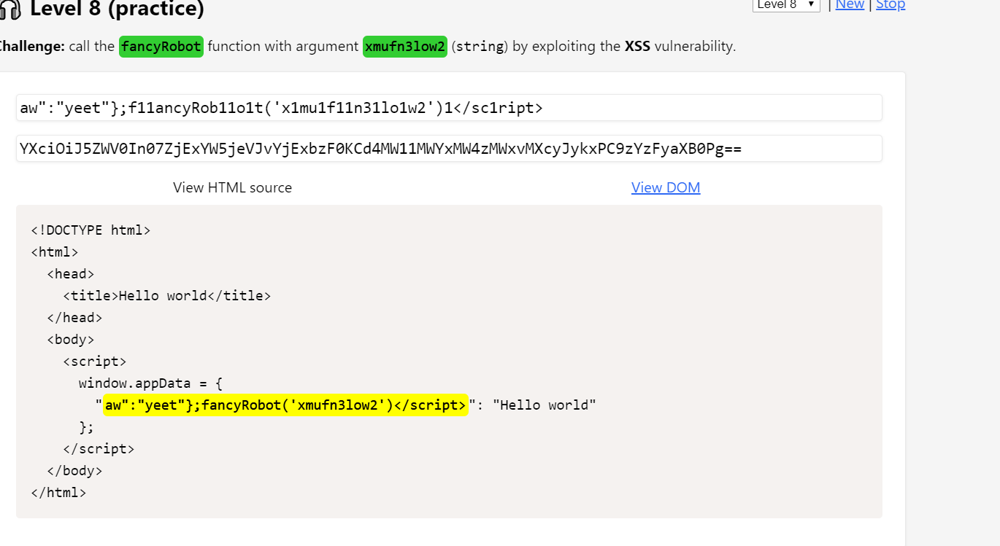 Level 8 (practice)
Level 8 ▼ | New | Stop
Challenge: call the fancyRobot function with argument xmufn3low2 (string) by exploiting the XSS vulnerability.
aw":"yeet"};f11ancyRob11o1t('x1mu1f11n31lo1w2')1</sc1ript>
YXciOiJ5ZWV0In07ZjExYW5jeVJvYjExbzF0KCd4MW11MWYxMW4zMWxvMXcyJykxPC9zYzFyaXB0Pg==
View HTML source
View DOM
<!DOCTYPE html>
<html>
<head>
<title>Hello world</title>
</head>
<body>
<script>
window.appData = {
"aw":"yeet"};fancyRobot('xmufn3low2')</script>": "Hello world"
};
</script>
</body>
</html>